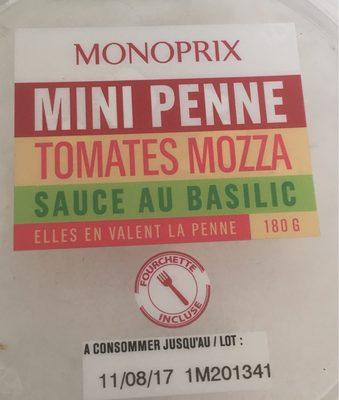 MONOPRIX
MINI PENNE
TOMATES MOZZA
SAUCE AU BASILIC
ELLES EN VALENT LA PENNE 180 G
FOURCHETTE
INCLUSE
A CONSOMMER JUSQU'AU / LOT :
11/08/17 1M201341